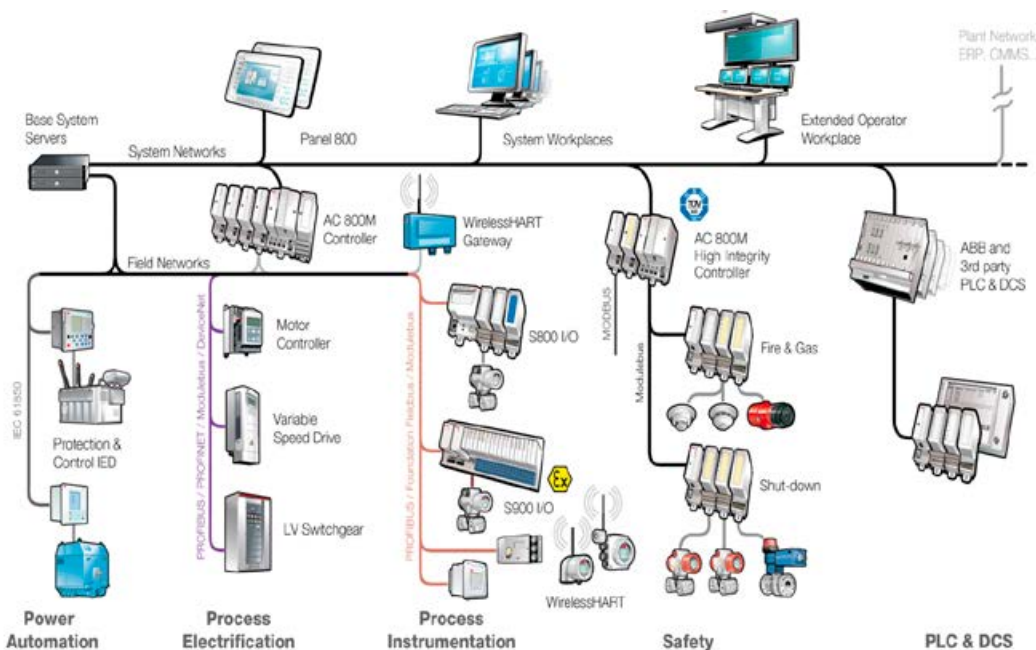 Plant Network
ERP, CMMS...
Base System
Servers
System Networks
Panel 800
System Workplaces
Extended Operator
Workplace
AC 800M
Controller
WirelessHART
Gateway
TÜV
AC 800M
High Integrity
Controller
ABB and
3rd party
PLC & DCS
Field Networks
IEC 61850
PROFIBUS / PROFINET / Modulebus / DeviceNet
PROFIBUS / Foundation Fieldbus / Modulebus
MODBUS
Modulebus
Motor
Controller
S800 I/O
Fire & Gas
Protection &
Control IED
Variable
Speed Drive
Ex
S900 I/O
Shut-down
LV Switchgear
WirelessHART
Power
Automation
Process
Electrification
Process
Instrumentation
Safety
PLC & DCS